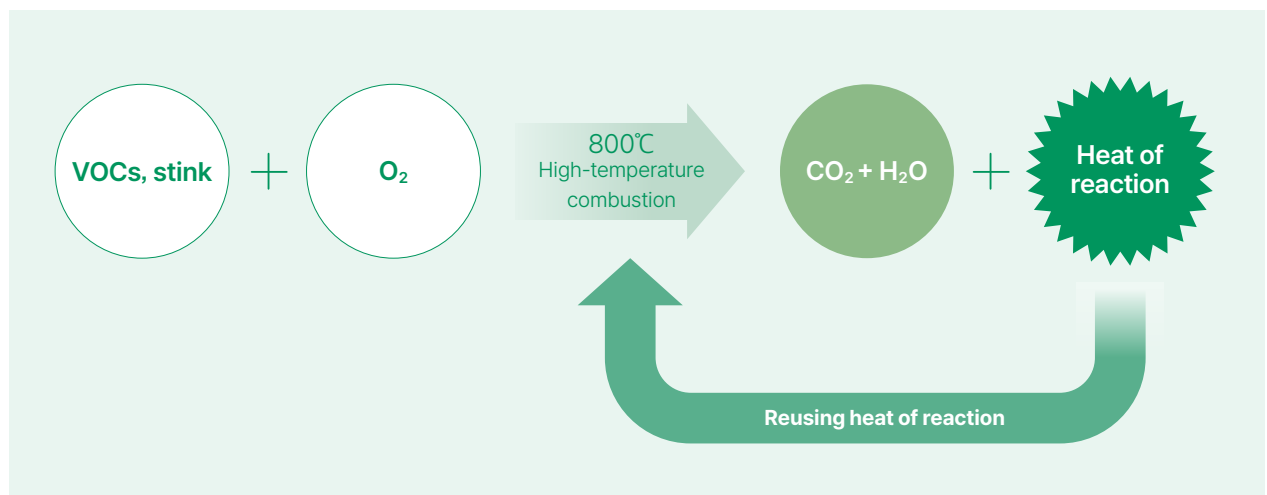 VOCs, stink
+
O₂
800℃
High-temperature
combustion
CO₂ + H₂O
+
Heat of
reaction
Reusing heat of reaction